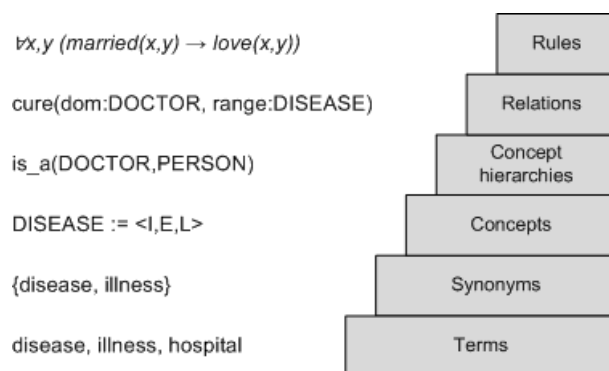 ∀x,y (married(x,y) → love(x,y))
Rules
cure(dom:DOCTOR, range:DISEASE)
Relations
is_a(DOCTOR,PERSON)
Concept
hierarchies
DISEASE := <I,E,L>
Concepts
{disease, illness}
Synonyms
disease, illness, hospital
Terms